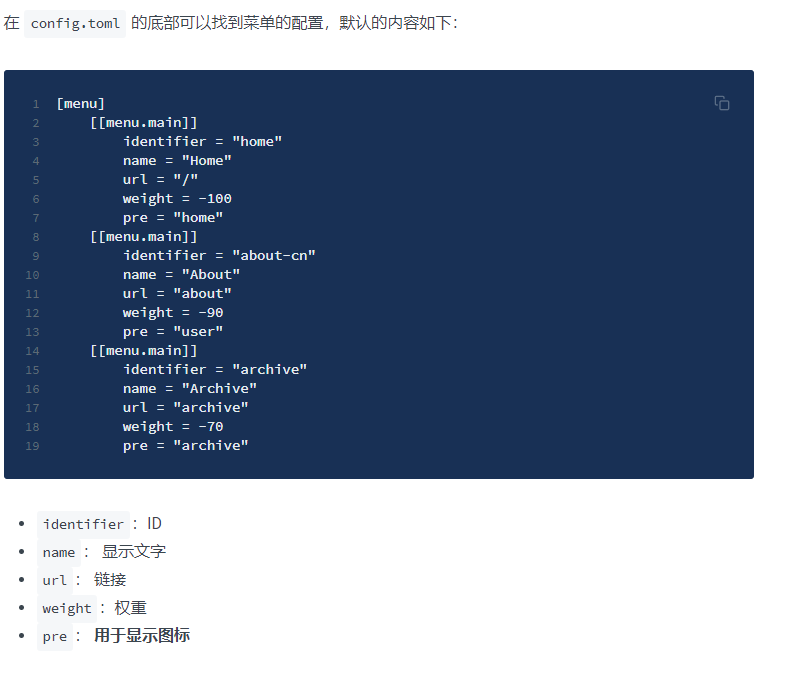 在 config.toml 的底部可以找到菜单的配置，默认的内容如下：
1 [menu]
2     [[menu.main]]
3         identifier = "home"
4         name = "Home"
5         url = "/"
6         weight = -100
7         pre = "home"
8     [[menu.main]]
9         identifier = "about-cn"
10         name = "About"
11         url = "about"
12         weight = -90
13         pre = "user"
14     [[menu.main]]
15         identifier = "archive"
16         name = "Archive"
17         url = "archive"
18         weight = -70
19         pre = "archive"
• identifier ：ID
• name ： 显示文字
• url ： 链接
• weight ：权重
• pre ： 用于显示图标